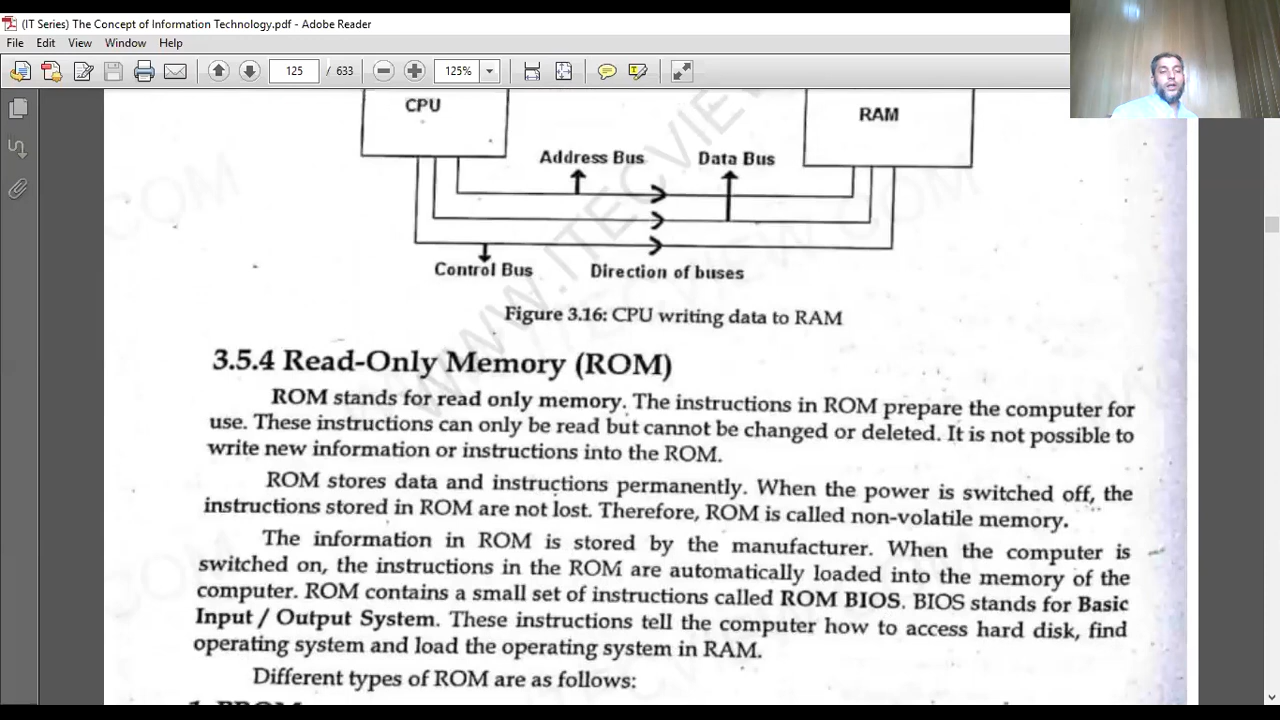 (IT Series) The Concept of Information Technology.pdf - Adobe Reader
File Edit View Window Help
125 / 633 125%
CPU
RAM
Address Bus Data Bus
Control Bus Direction of buses
Figure 3.16: CPU writing data to RAM
WWW.ITECVIEW.COM
3.5.4 Read-Only Memory (ROM)
ROM stands for read only memory. The instructions in ROM prepare the computer for
use. These instructions can only be read but cannot be changed or deleted. It is not possible to
write new information or instructions into the ROM.
ROM stores data and instructions permanently. When the power is switched off, the
instructions stored in ROM are not lost. Therefore, ROM is called non-volatile memory.
The information in ROM is stored by the manufacturer. When the computer is
switched on, the instructions in the ROM are automatically loaded into the memory of the
computer. ROM contains a small set of instructions called ROM BIOS. BIOS stands for Basic
Input / Output System. These instructions tell the computer how to access hard disk, find
operating system and load the operating system in RAM.
Different types of ROM are as follows:
1. PROM